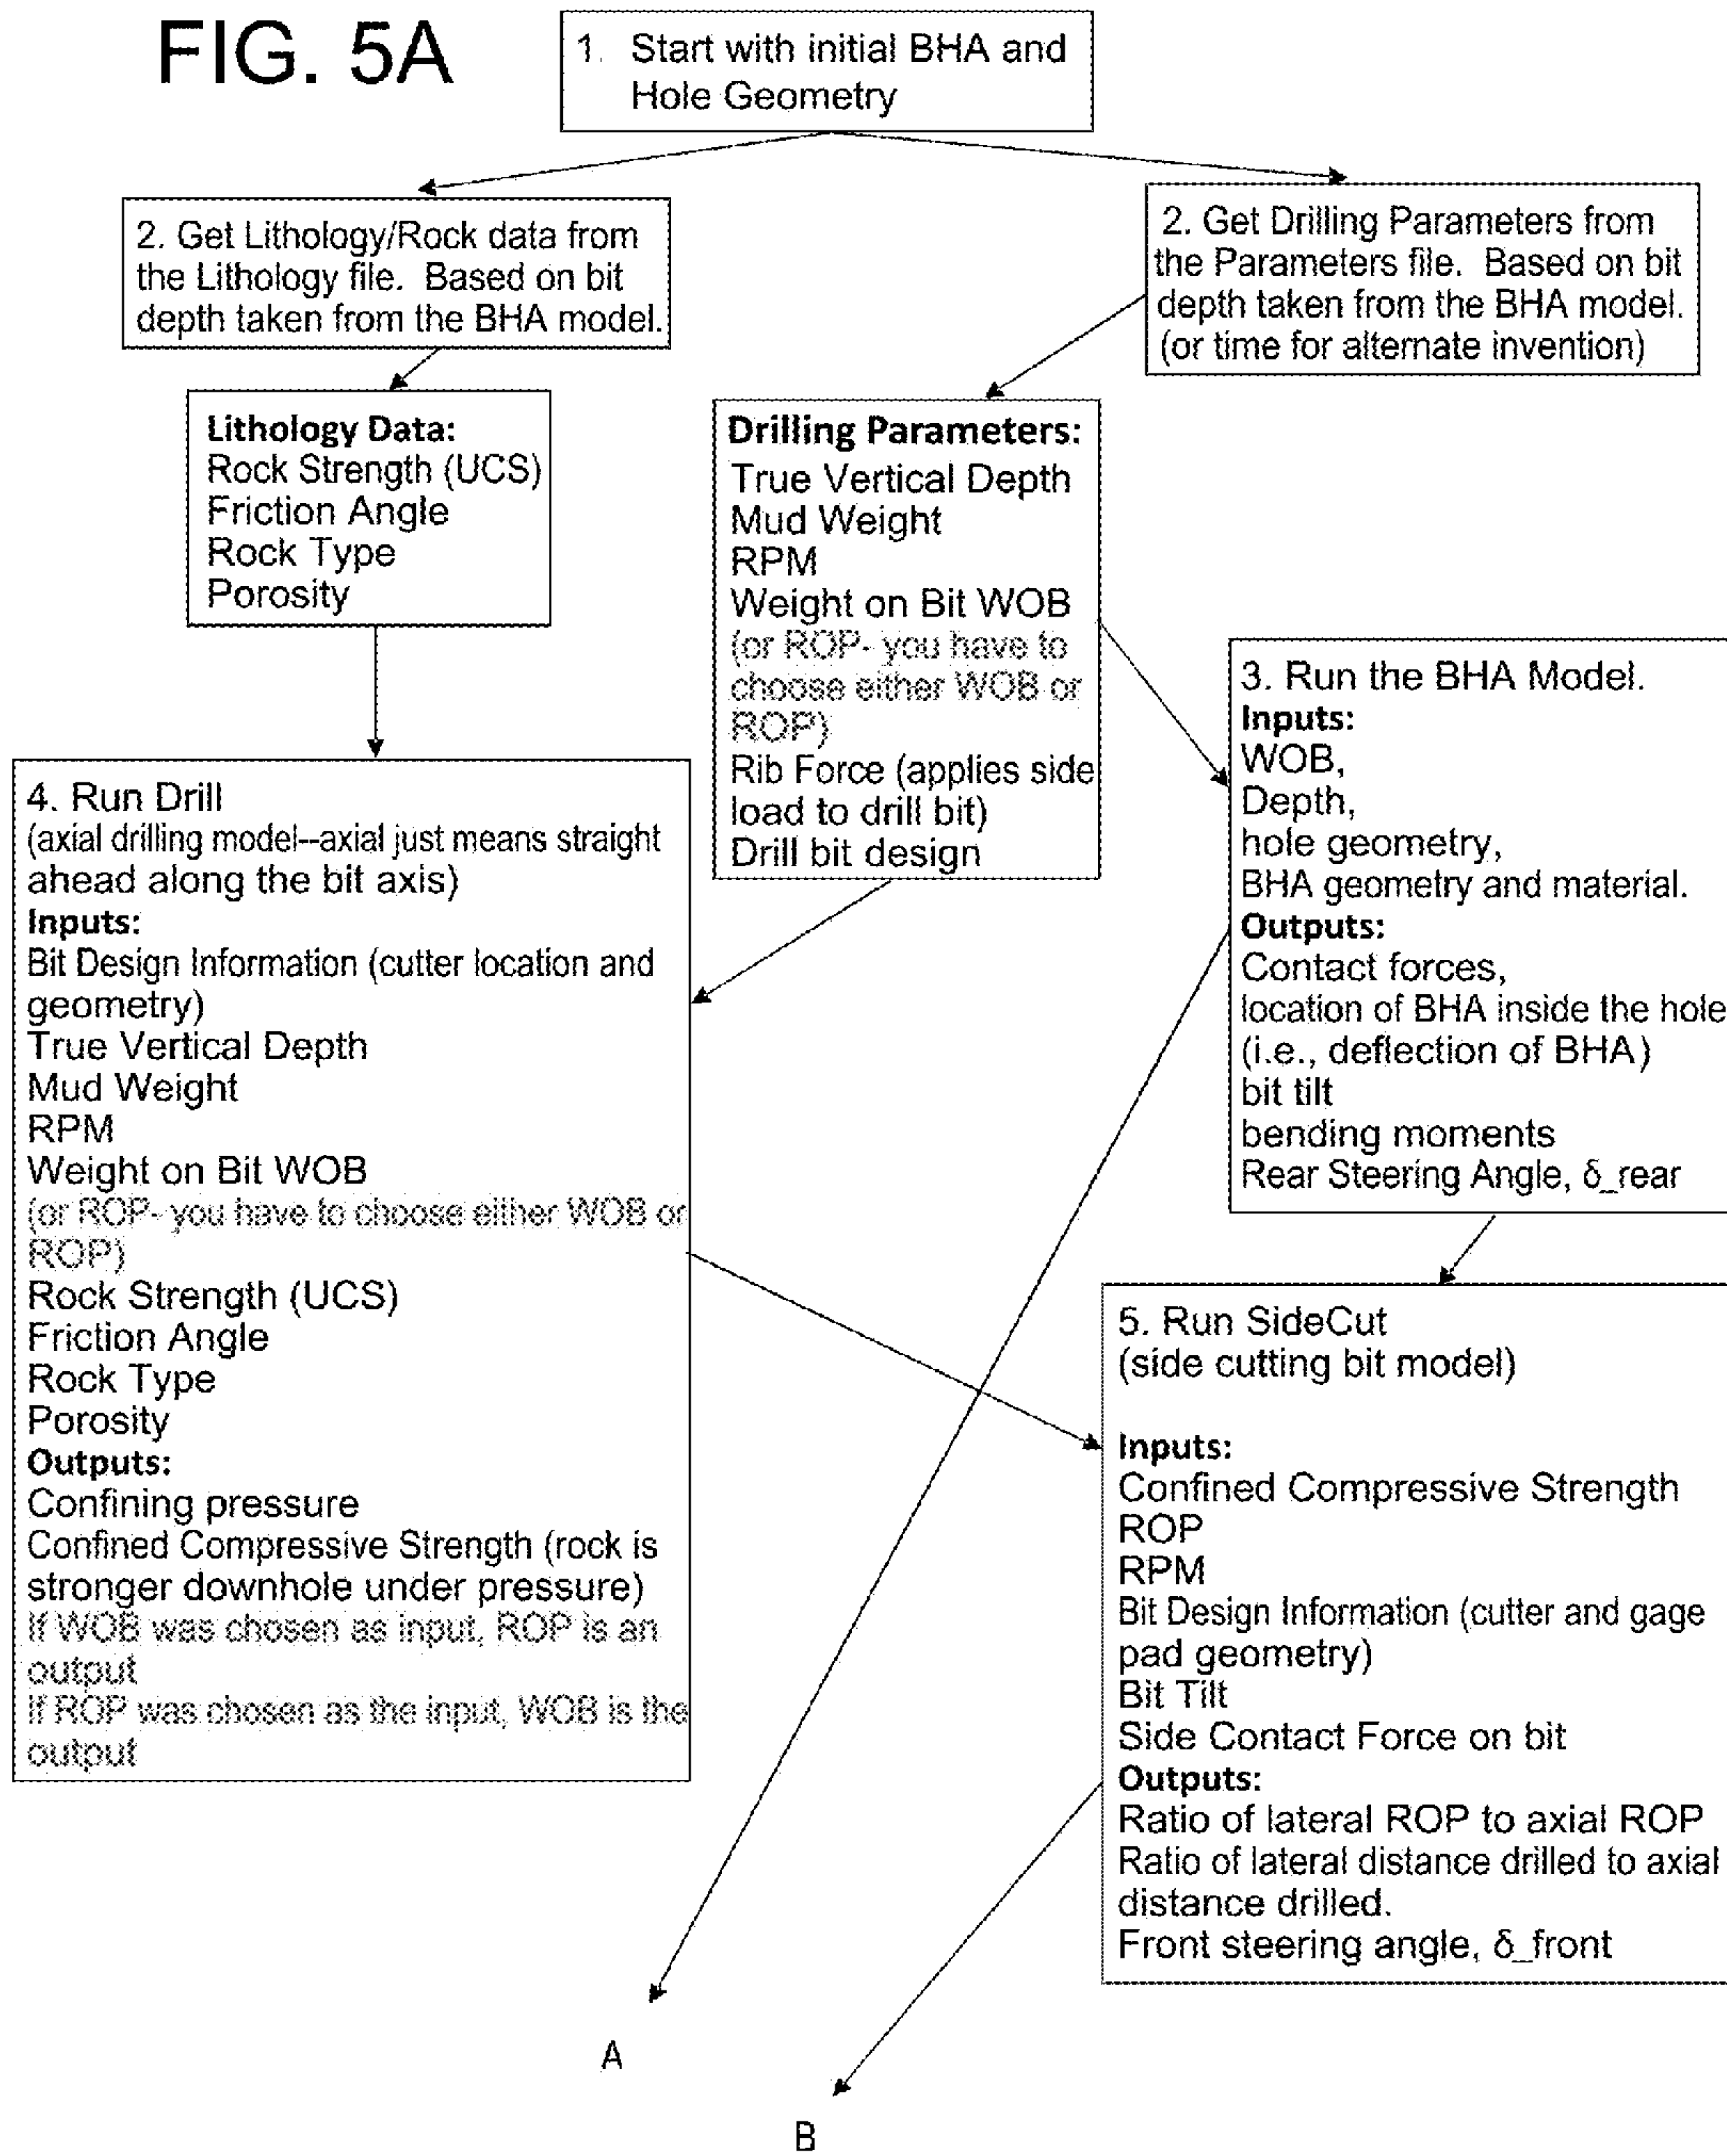 FIG. 5A
1. Start with initial BHA and
Hole Geometry
2. Get Lithology/Rock data from
the Lithology file. Based on bit
depth taken from the BHA model.
2. Get Drilling Parameters from
the Parameters file. Based on bit
depth taken from the BHA model.
(or time for alternate invention)
Lithology Data:
Rock Strength (UCS)
Friction Angle
Rock Type
Porosity
Drilling Parameters:
True Vertical Depth
Mud Weight
RPM
Weight on Bit WOB
(or ROP- you have to
choose either WOB or
ROP)
Rib Force (applies side
load to drill bit)
Drill bit design
3. Run the BHA Model.
Inputs:
WOB,
Depth,
hole geometry,
BHA geometry and material.
Outputs:
Contact forces,
location of BHA inside the hole
(i.e., deflection of BHA)
bit tilt
bending moments
Rear Steering Angle, δ_rear
4. Run Drill
(axial drilling model--axial just means straight
ahead along the bit axis)
Inputs:
Bit Design Information (cutter location and
geometry)
True Vertical Depth
Mud Weight
RPM
Weight on Bit WOB
(or ROP- you have to choose either WOB or
ROP)
Rock Strength (UCS)
Friction Angle
Rock Type
Porosity
Outputs:
Confining pressure
Confined Compressive Strength (rock is
stronger downhole under pressure)
If WOB was chosen as input, ROP is an
output
If ROP was chosen as the input, WOB is the
output
5. Run SideCut
(side cutting bit model)
Inputs:
Confined Compressive Strength
ROP
RPM
Bit Design Information (cutter and gage
pad geometry)
Bit Tilt
Side Contact Force on bit
Outputs:
Ratio of lateral ROP to axial ROP
Ratio of lateral distance drilled to axial
distance drilled.
Front steering angle, δ_front
A
B